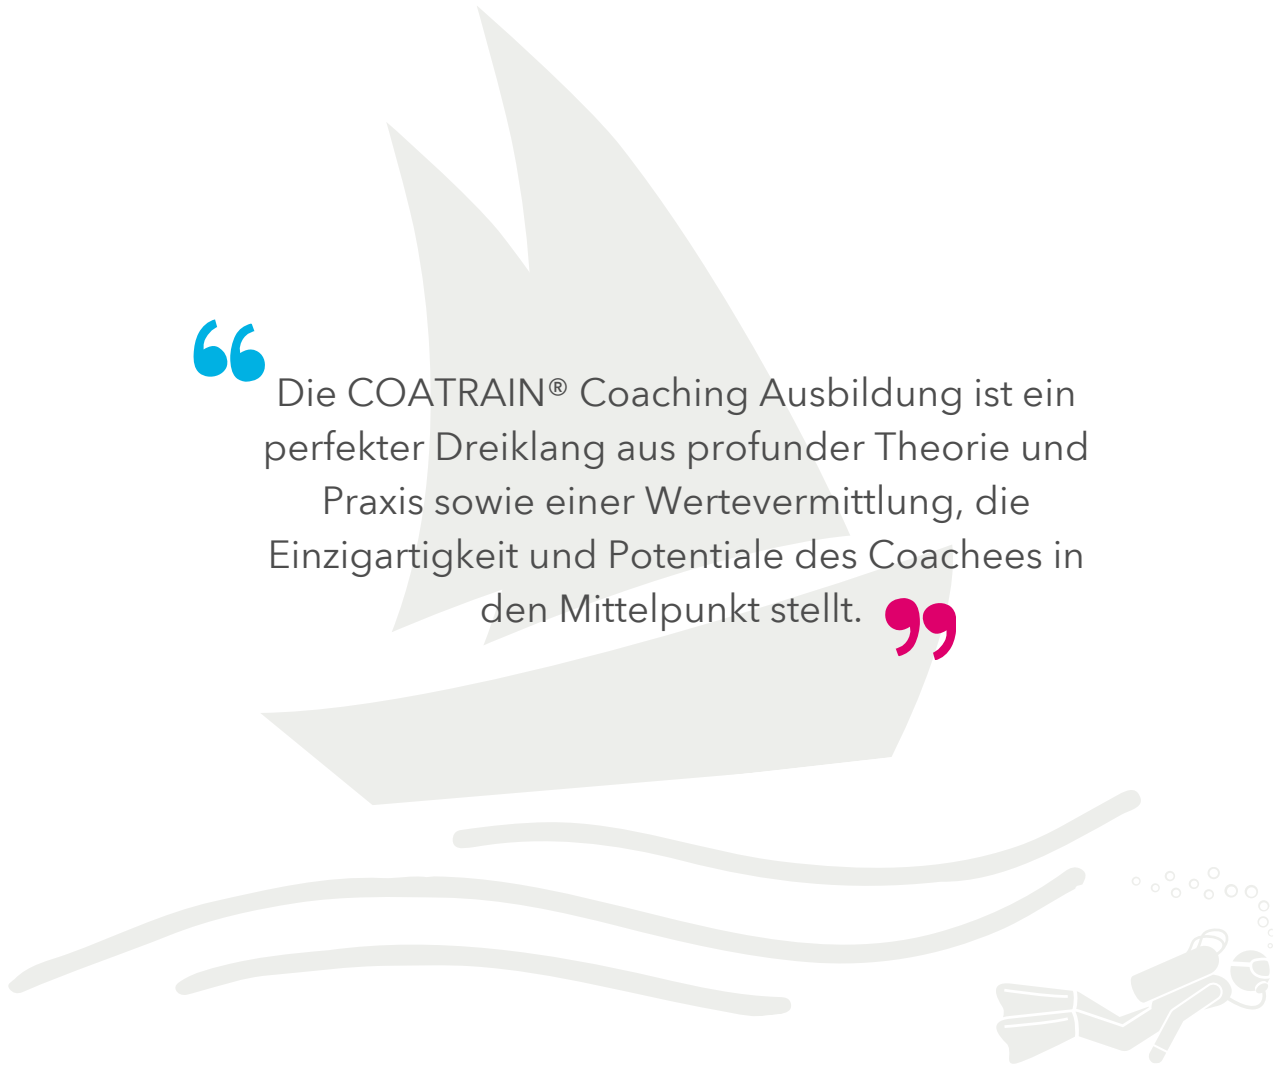 “Die COATRAIN® Coaching Ausbildung ist ein
perfekter Dreiklang aus profunder Theorie und
Praxis sowie einer Wertevermittlung, die
Einzigartigkeit und Potentiale des Coachees in
den Mittelpunkt stellt.”